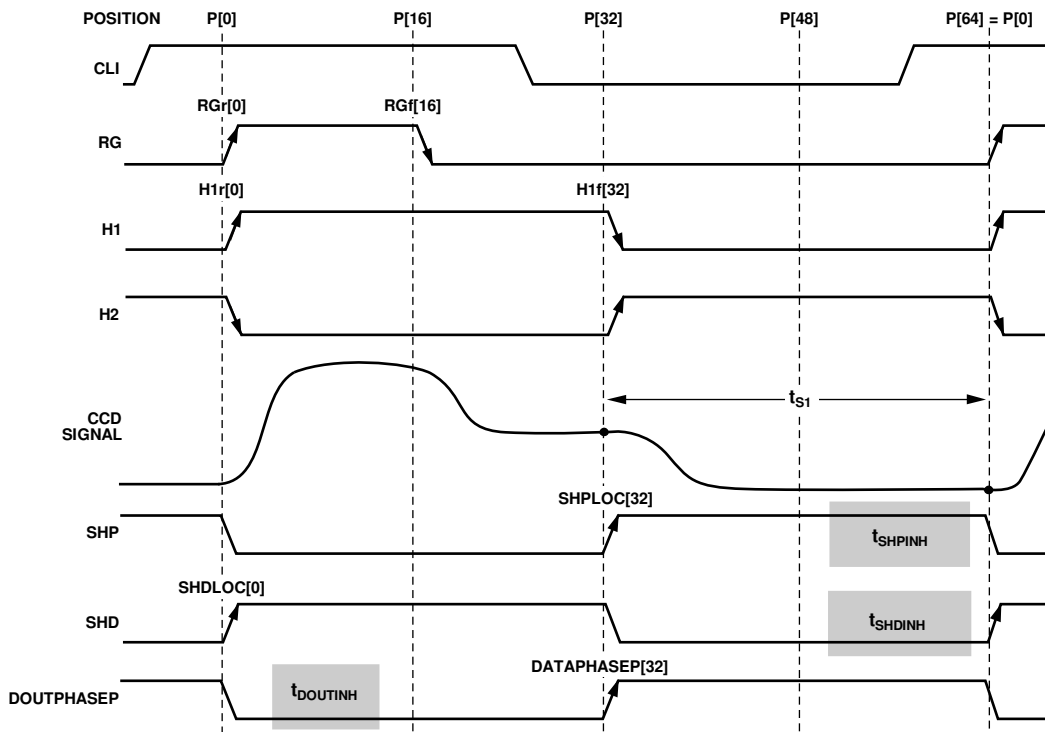 POSITION P[0] P[16] P[32] P[48] P[64] = P[0]
CLI
RGr[0] RGf[16]
RG
H1r[0] H1f[32]
H1
H2
tS1
CCD
SIGNAL
SHPLOC[32]
SHP
tSHPINH
SHDLOC[0]
SHD
tSHDINH
DATAPHASEP[32]
DOUTPHASEP
tDOUTINH